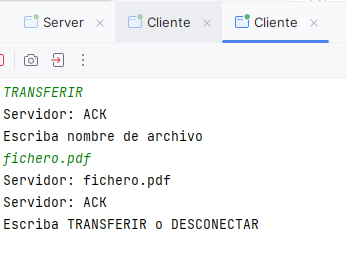 Server Cliente Cliente
TRANSFERIR
Servidor: ACK
Escriba nombre de archivo
fichero.pdf
Servidor: fichero.pdf
Servidor: ACK
Escriba TRANSFERIR o DESCONECTAR